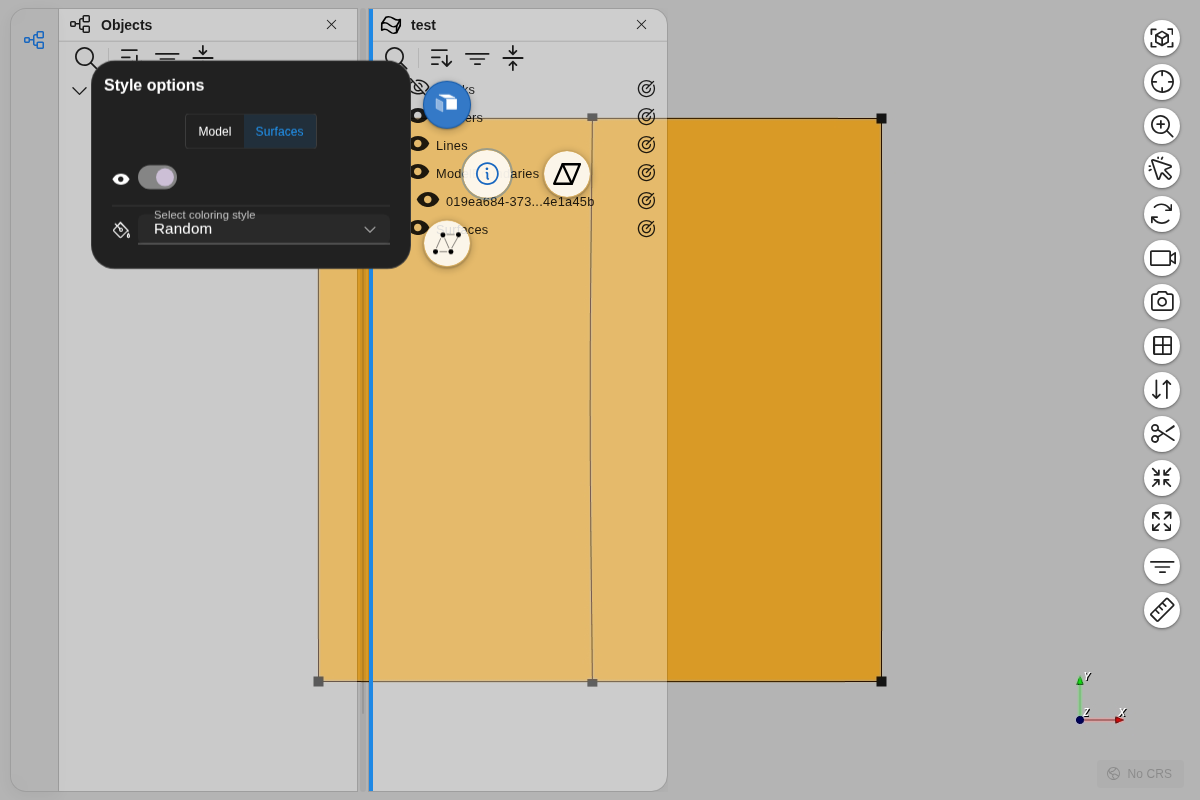 Objects
test
Style options
Model
Surfaces
Select coloring style
Random
Lines
019ea684-373...4e1a45b
Y
Z
X
No CRS